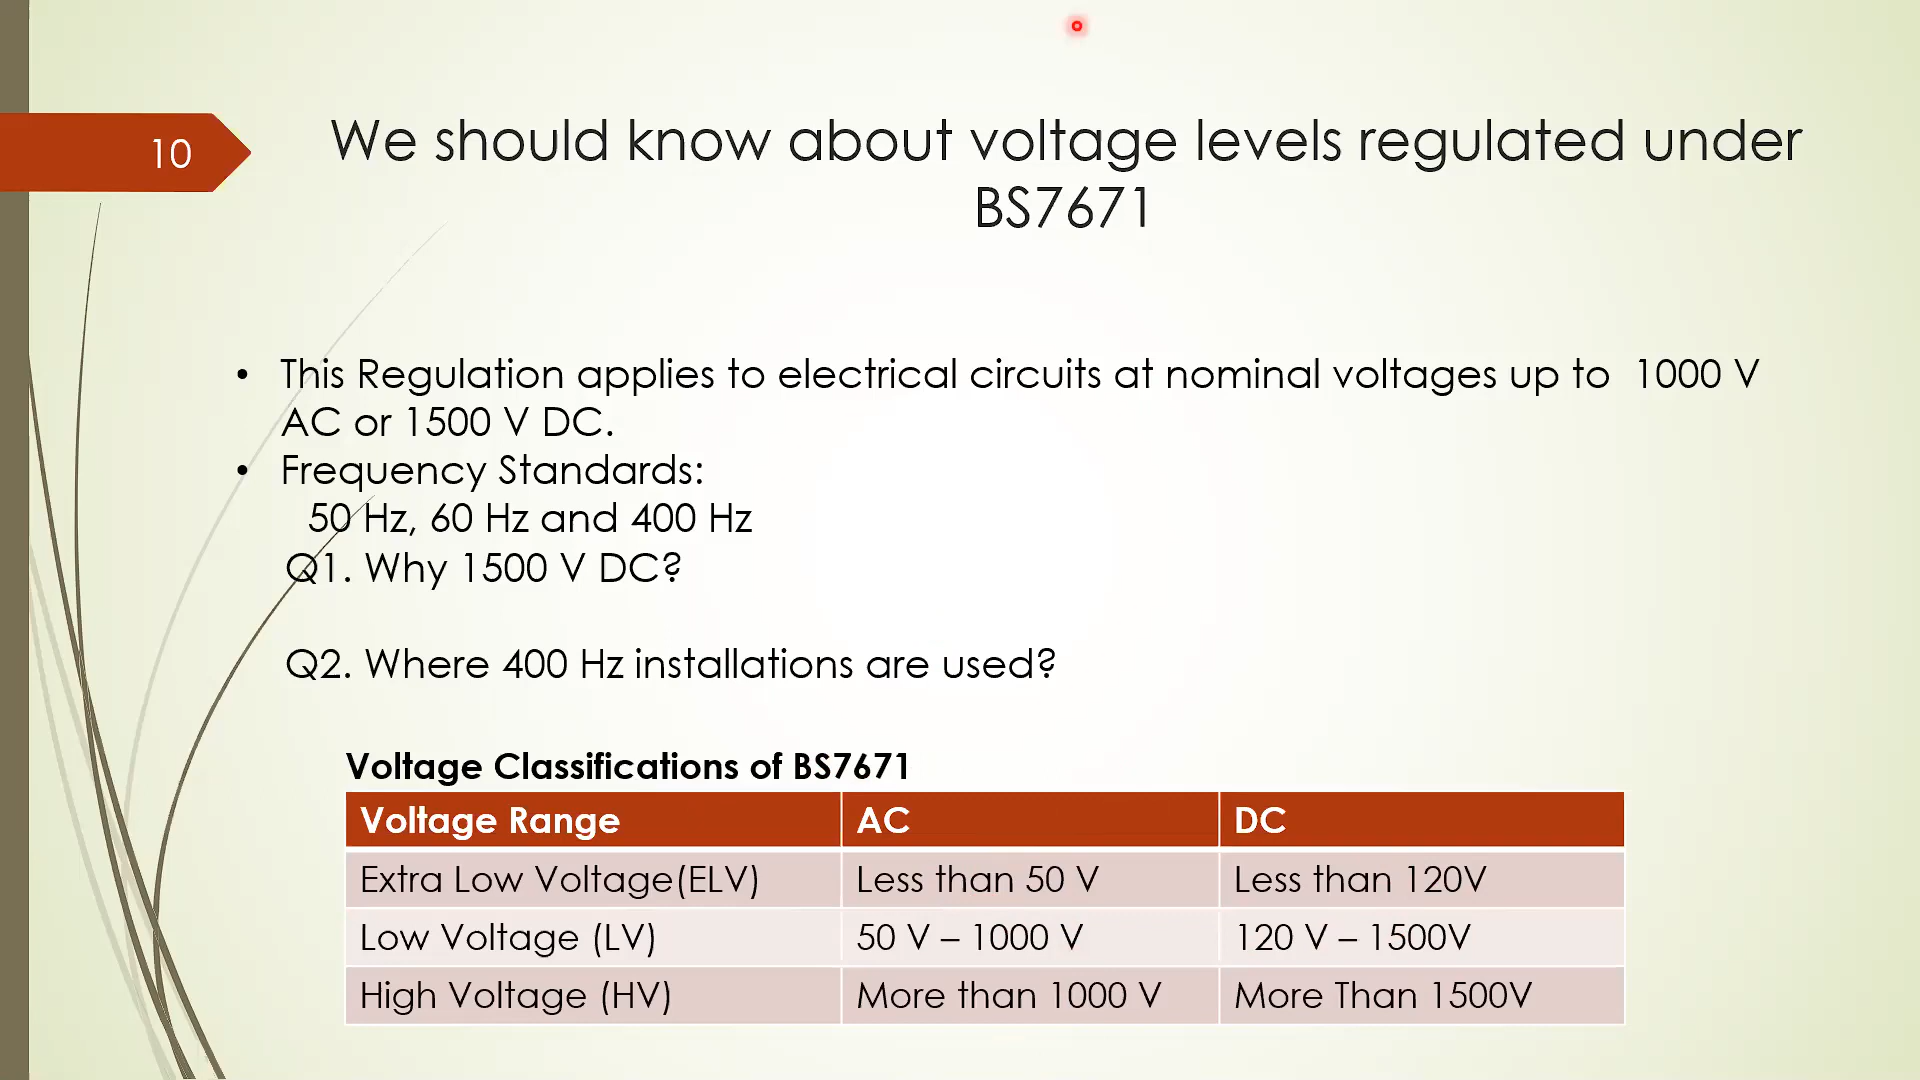 10
We should know about voltage levels regulated under
BS7671
• This Regulation applies to electrical circuits at nominal voltages up to 1000 V
AC or 1500 V DC.
• Frequency Standards:
50 Hz, 60 Hz and 400 Hz
Q1. Why 1500 V DC?
Q2. Where 400 Hz installations are used?
Voltage Classifications of BS7671
Voltage Range AC DC
Extra Low Voltage(ELV) Less than 50 V Less than 120V
Low Voltage (LV) 50 V – 1000 V 120 V – 1500V
High Voltage (HV) More than 1000 V More Than 1500V